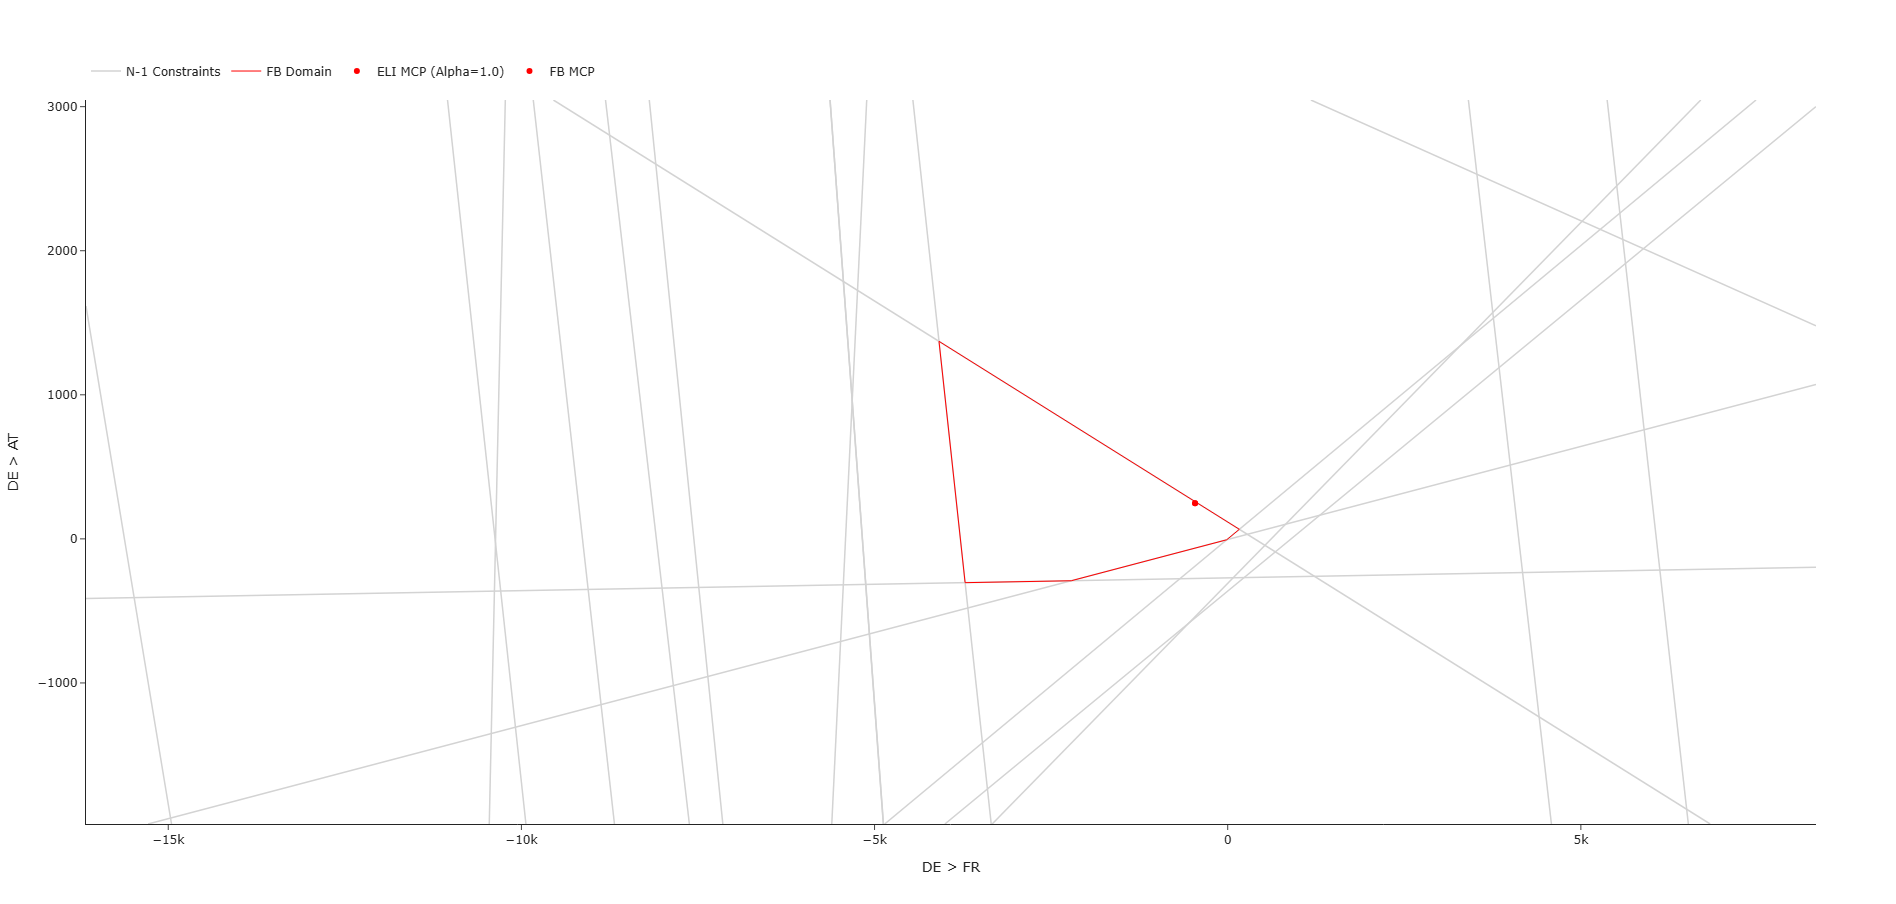 N-1 Constraints FB Domain ELI MCP (Alpha=1.0) FB MCP
3000
2000
1000
0
−1000
DE > AT
−15k −10k −5k 0 5k
DE > FR